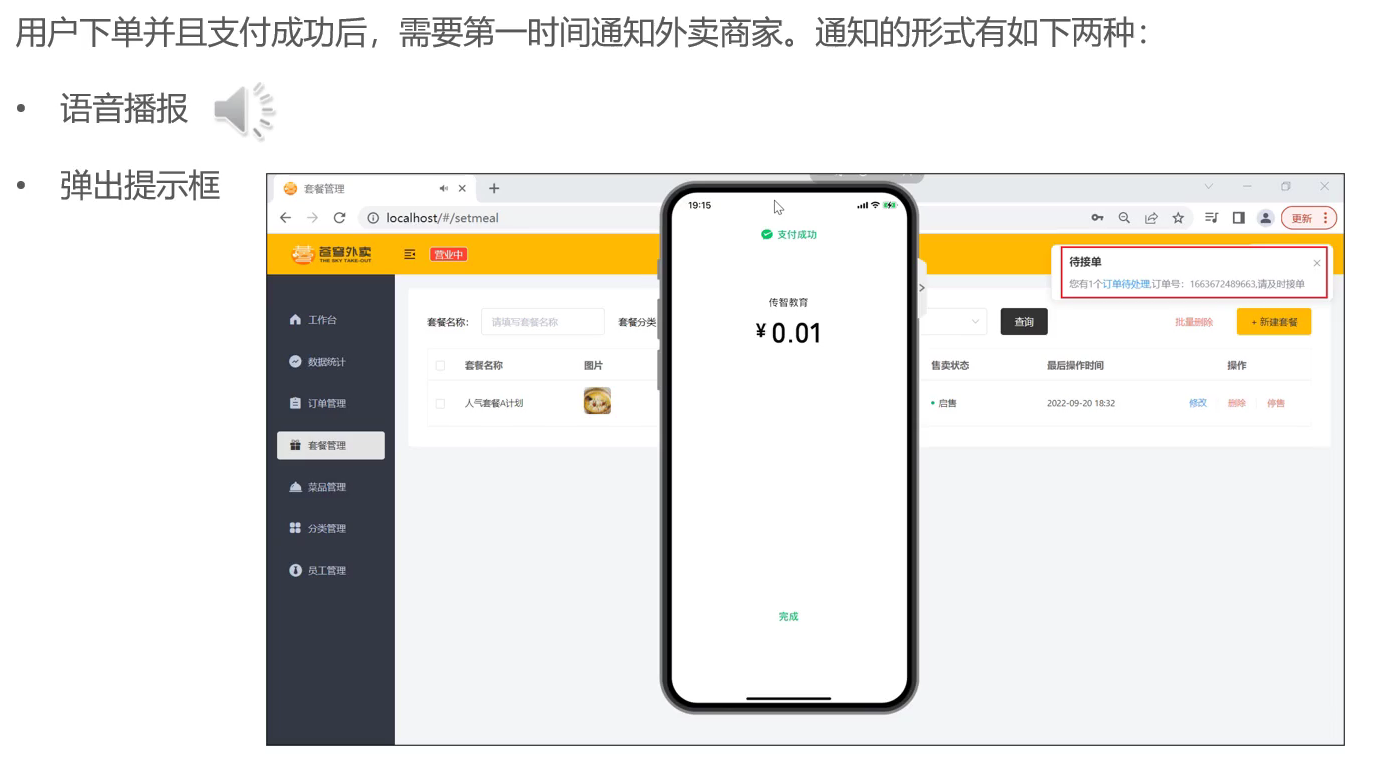 用户下单并且支付成功后，需要第一时间通知外卖商家。通知的形式有如下两种：
• 语音播报
• 弹出提示框
套餐管理
localhost/#/setmeal
更新
苍穹外卖
THE SKY TAKE-OUT
营业中
待接单
您有1个订单待处理,订单号：1663672489663,请及时接单
工作台
数据统计
订单管理
套餐管理
菜品管理
分类管理
员工管理
套餐名称： 请填写套餐名称 套餐分类
查询
批量删除
+ 新建套餐
套餐名称 图片 售卖状态 最后操作时间 操作
人气套餐A计划 启售 2022-09-20 18:32 修改 删除 停售
19:15
支付成功
传智教育
¥0.01
完成